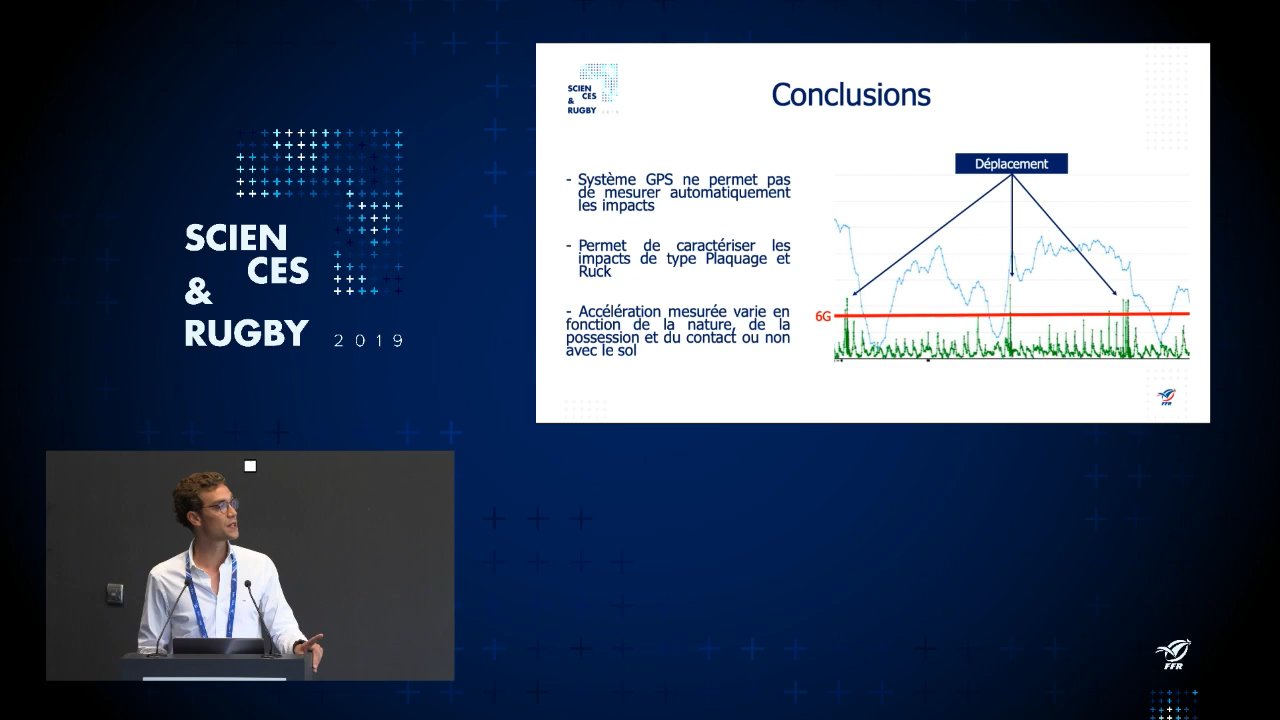 SCIEN
CES
&
RUGBY 2019
SCIEN
CES
&
RUGBY 2019
Conclusions
- Système GPS ne permet pas
de mesurer automatiquement
les impacts
- Permet de caractériser les
impacts de type Plaquage et
Ruck
- Accélération mesurée varie en
fonction de la nature, de la
possession et du contact ou non
avec le sol
Déplacement
6G
FFR
FFR